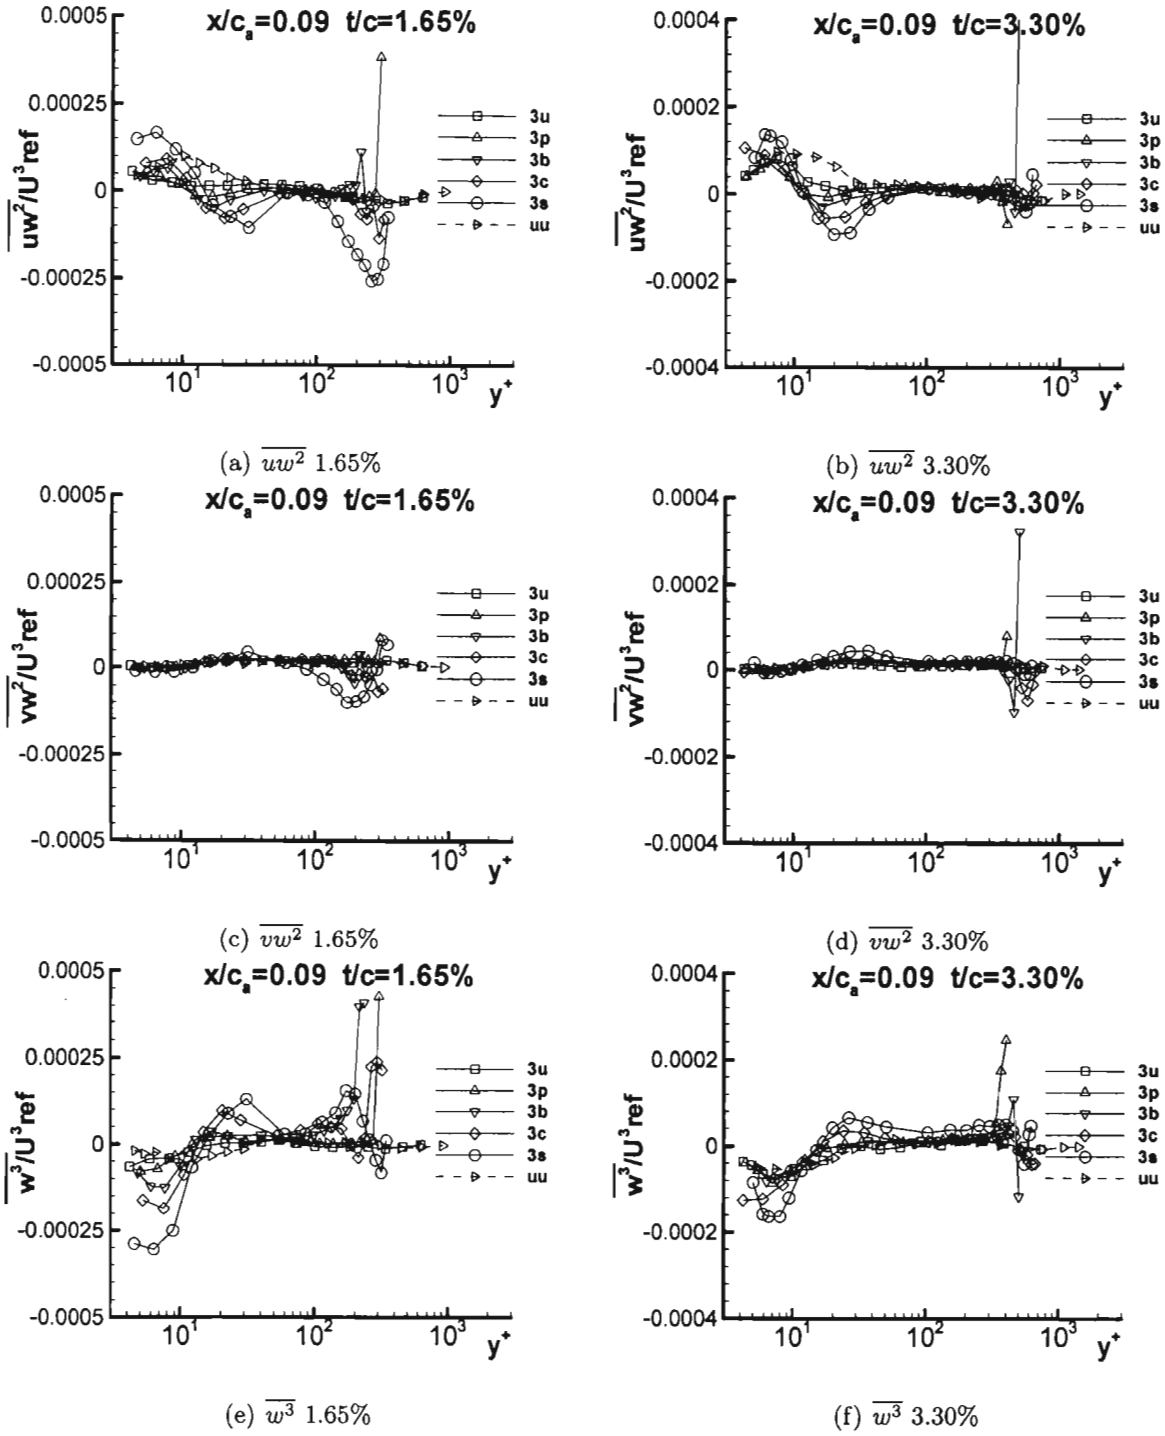 x/cₐ=0.09 t/c=1.65%
0.0005
0.00025
0
-0.00025
-0.0005
uw²/U³ref
3u
3p
3b
3c
3s
uu
10¹
10²
10³
y⁺
(a) uw² 1.65%
x/cₐ=0.09 t/c=3.30%
0.0004
0.0002
0
-0.0002
-0.0004
uw²/U³ref
3u
3p
3b
3c
3s
uu
10¹
10²
10³
y⁺
(b) uw² 3.30%
x/cₐ=0.09 t/c=1.65%
0.0005
0.00025
0
-0.00025
-0.0005
vw²/U³ref
3u
3p
3b
3c
3s
uu
10¹
10²
10³
y⁺
(c) vw² 1.65%
x/cₐ=0.09 t/c=3.30%
0.0004
0.0002
0
-0.0002
-0.0004
vw²/U³ref
3u
3p
3b
3c
3s
uu
10¹
10²
10³
y⁺
(d) vw² 3.30%
x/cₐ=0.09 t/c=1.65%
0.0005
0.00025
0
-0.00025
-0.0005
w³/U³ref
3u
3p
3b
3c
3s
uu
10¹
10²
10³
y⁺
(e) w³ 1.65%
x/cₐ=0.09 t/c=3.30%
0.0004
0.0002
0
-0.0002
-0.0004
w³/U³ref
3u
3p
3b
3c
3s
uu
10¹
10²
10³
y⁺
(f) w³ 3.30%